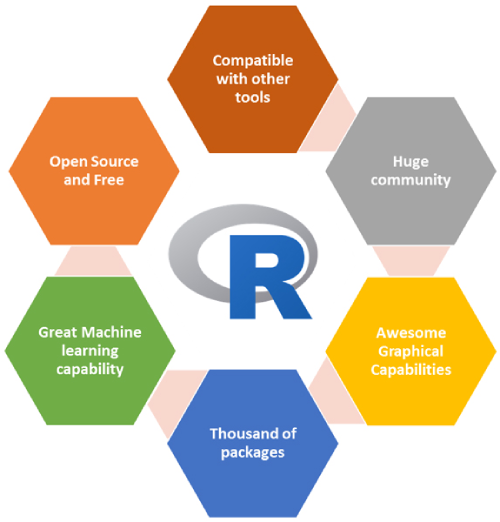 Compatible
with other
tools
Huge
community
Awesome
Graphical
Capabilities
Thousand of
packages
Great Machine
learning
capability
Open Source
and Free
R